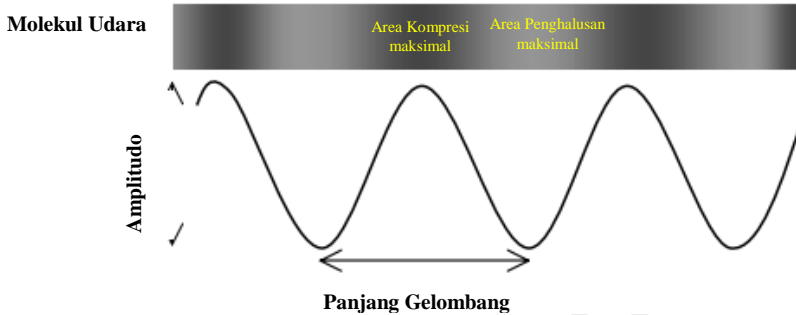 Molekul Udara
Area Kompresi
maksimal
Area Penghalusan
maksimal
Amplitudo
Panjang Gelombang